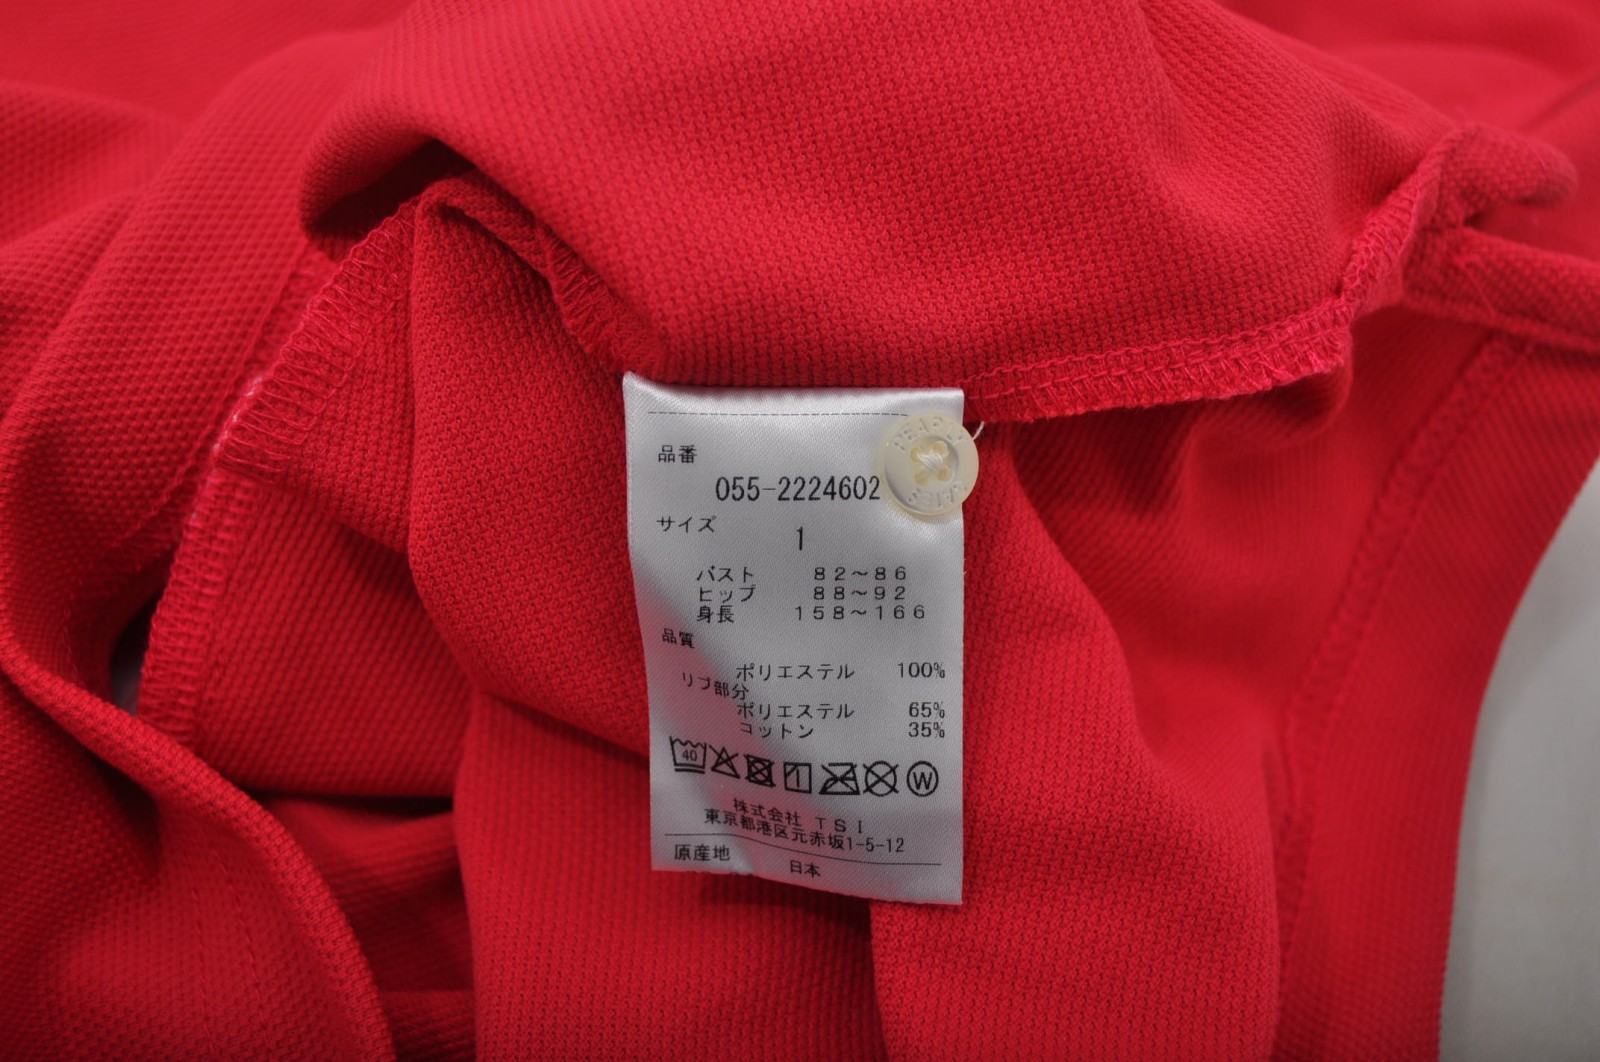 PEARLY
GATES
品番
055-2224602
サイズ
1
バスト 82～86
ヒップ 88～92
身長 158～166
品質
ポリエステル 100%
リブ部分
ポリエステル 65%
コットン 35%
40
W
株式会社 TSI
東京都港区元赤坂1-5-12
原産地 日本